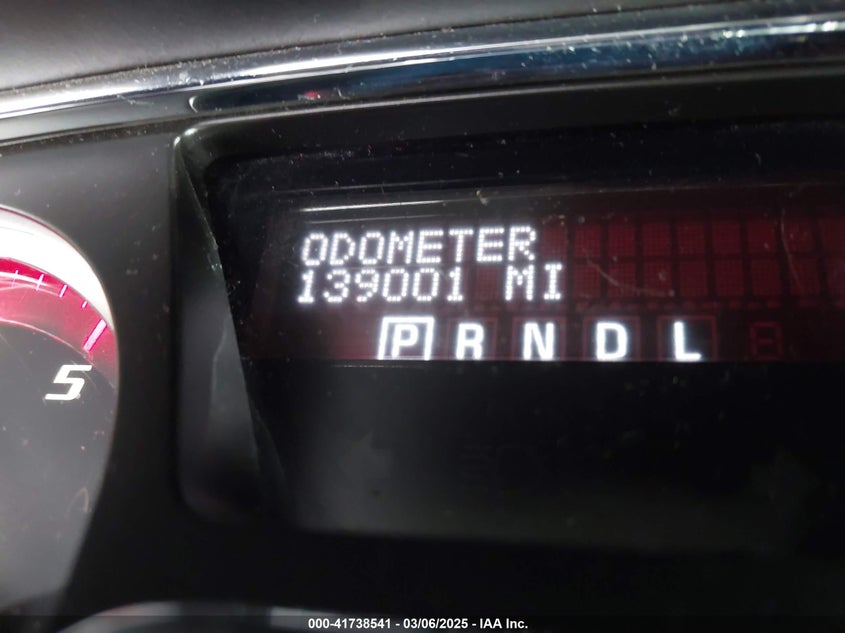 ODOMETER
139001 MI
P R N D L
5
000-41738541 - 03/06/2025 - IAA Inc.